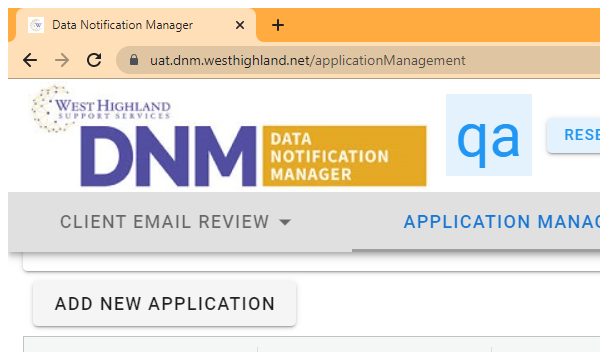 Data Notification Manager
uat.dnm.westhighland.net/applicationManagement
WEST HIGHLAND
SUPPORT SERVICES
DNM
DATA
NOTIFICATION
MANAGER
qa
RESE
CLIENT EMAIL REVIEW
APPLICATION MANAG
ADD NEW APPLICATION